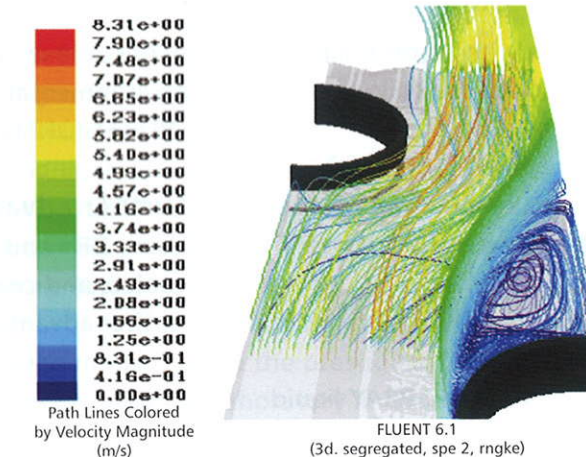 8.31e+00
7.90e+00
7.48e+00
7.07e+00
6.65e+00
6.23e+00
5.82e+00
5.40e+00
4.99e+00
4.57e+00
4.16e+00
3.74e+00
3.33e+00
2.91e+00
2.49e+00
2.08e+00
1.66e+00
1.25e+00
8.31e-01
4.16e-01
0.00e+00
Path Lines Colored
by Velocity Magnitude
(m/s)
FLUENT 6.1
(3d. segregated, spe 2, rngke)